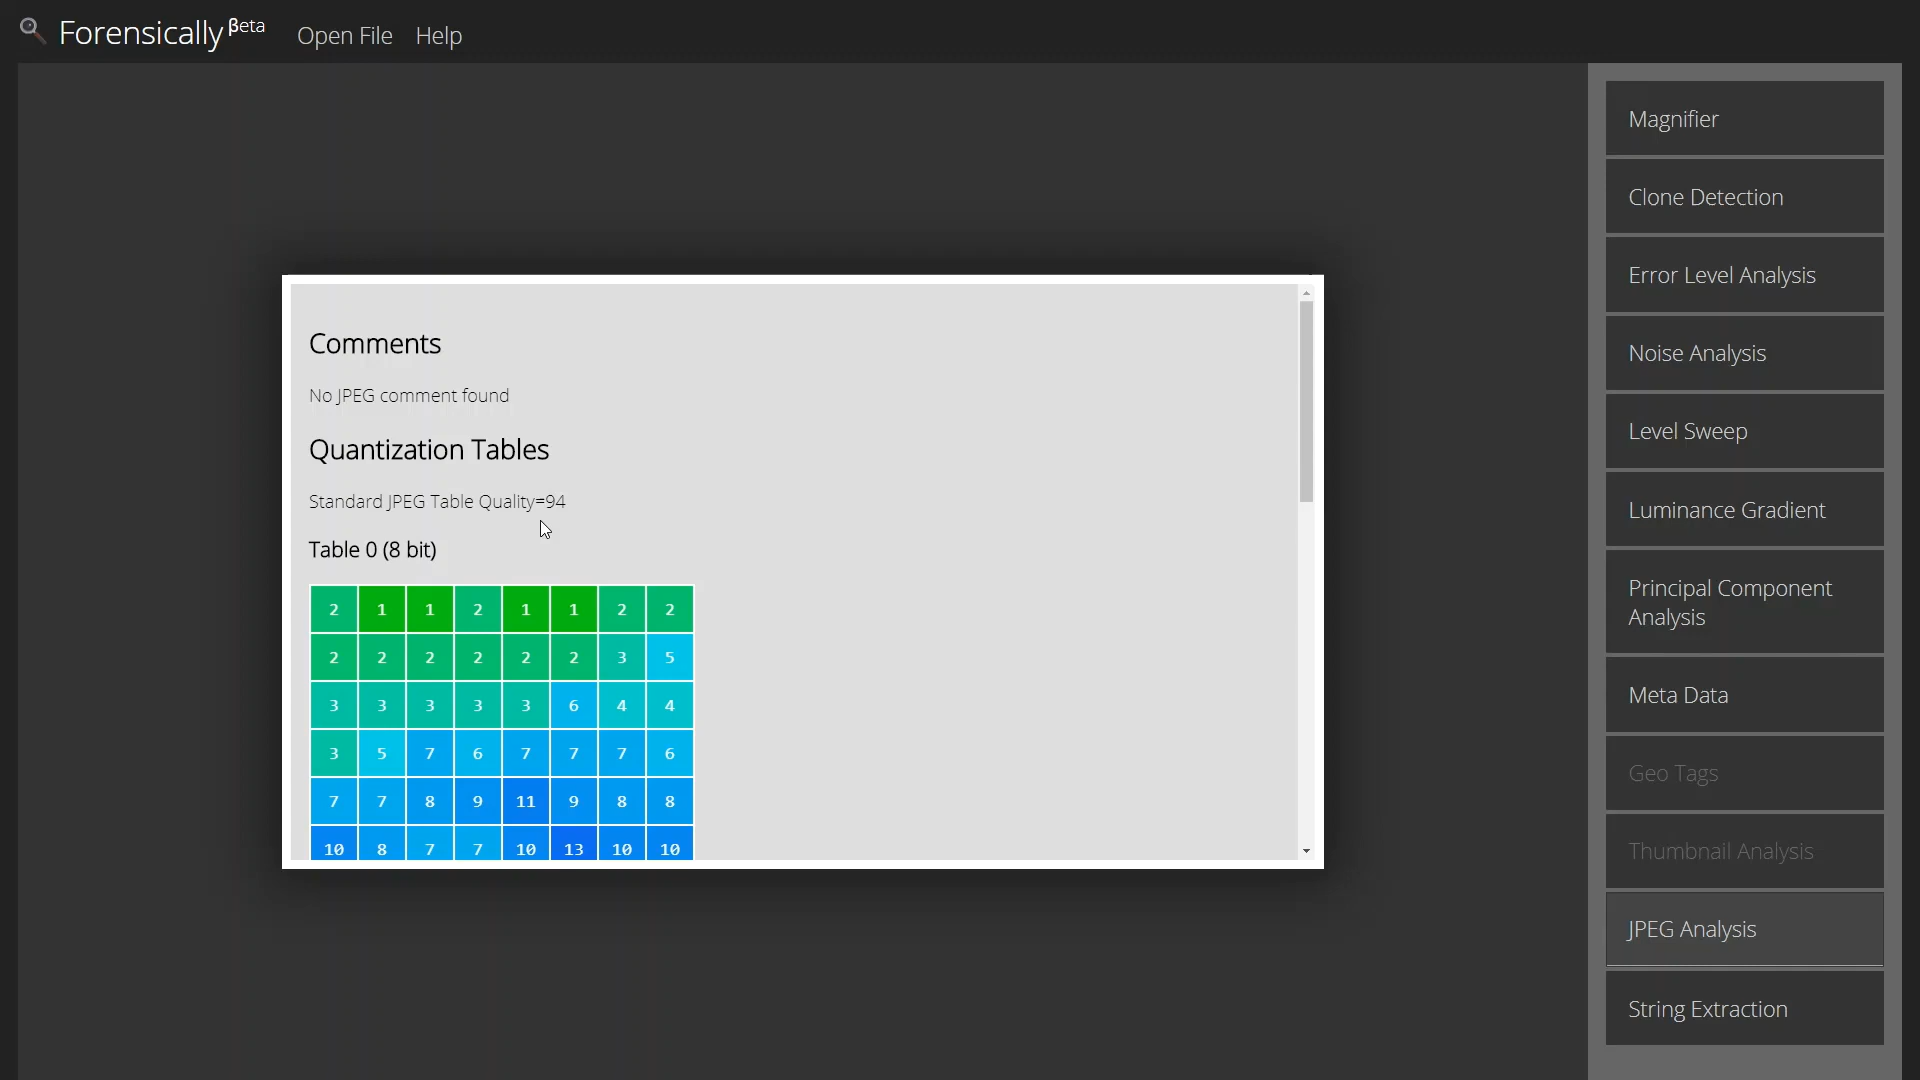 Forensically βeta Open File Help
Comments
No JPEG comment found
Quantization Tables
Standard JPEG Table Quality=94
Table 0 (8 bit)
2 1 1 2 1 1 2 2
2 2 2 2 2 2 3 5
3 3 3 3 3 6 4 4
3 5 7 6 7 7 7 6
7 7 8 9 11 9 8 8
10 8 7 7 10 13 10 10
Magnifier
Clone Detection
Error Level Analysis
Noise Analysis
Level Sweep
Luminance Gradient
Principal Component
Analysis
Meta Data
Geo Tags
Thumbnail Analysis
JPEG Analysis
String Extraction